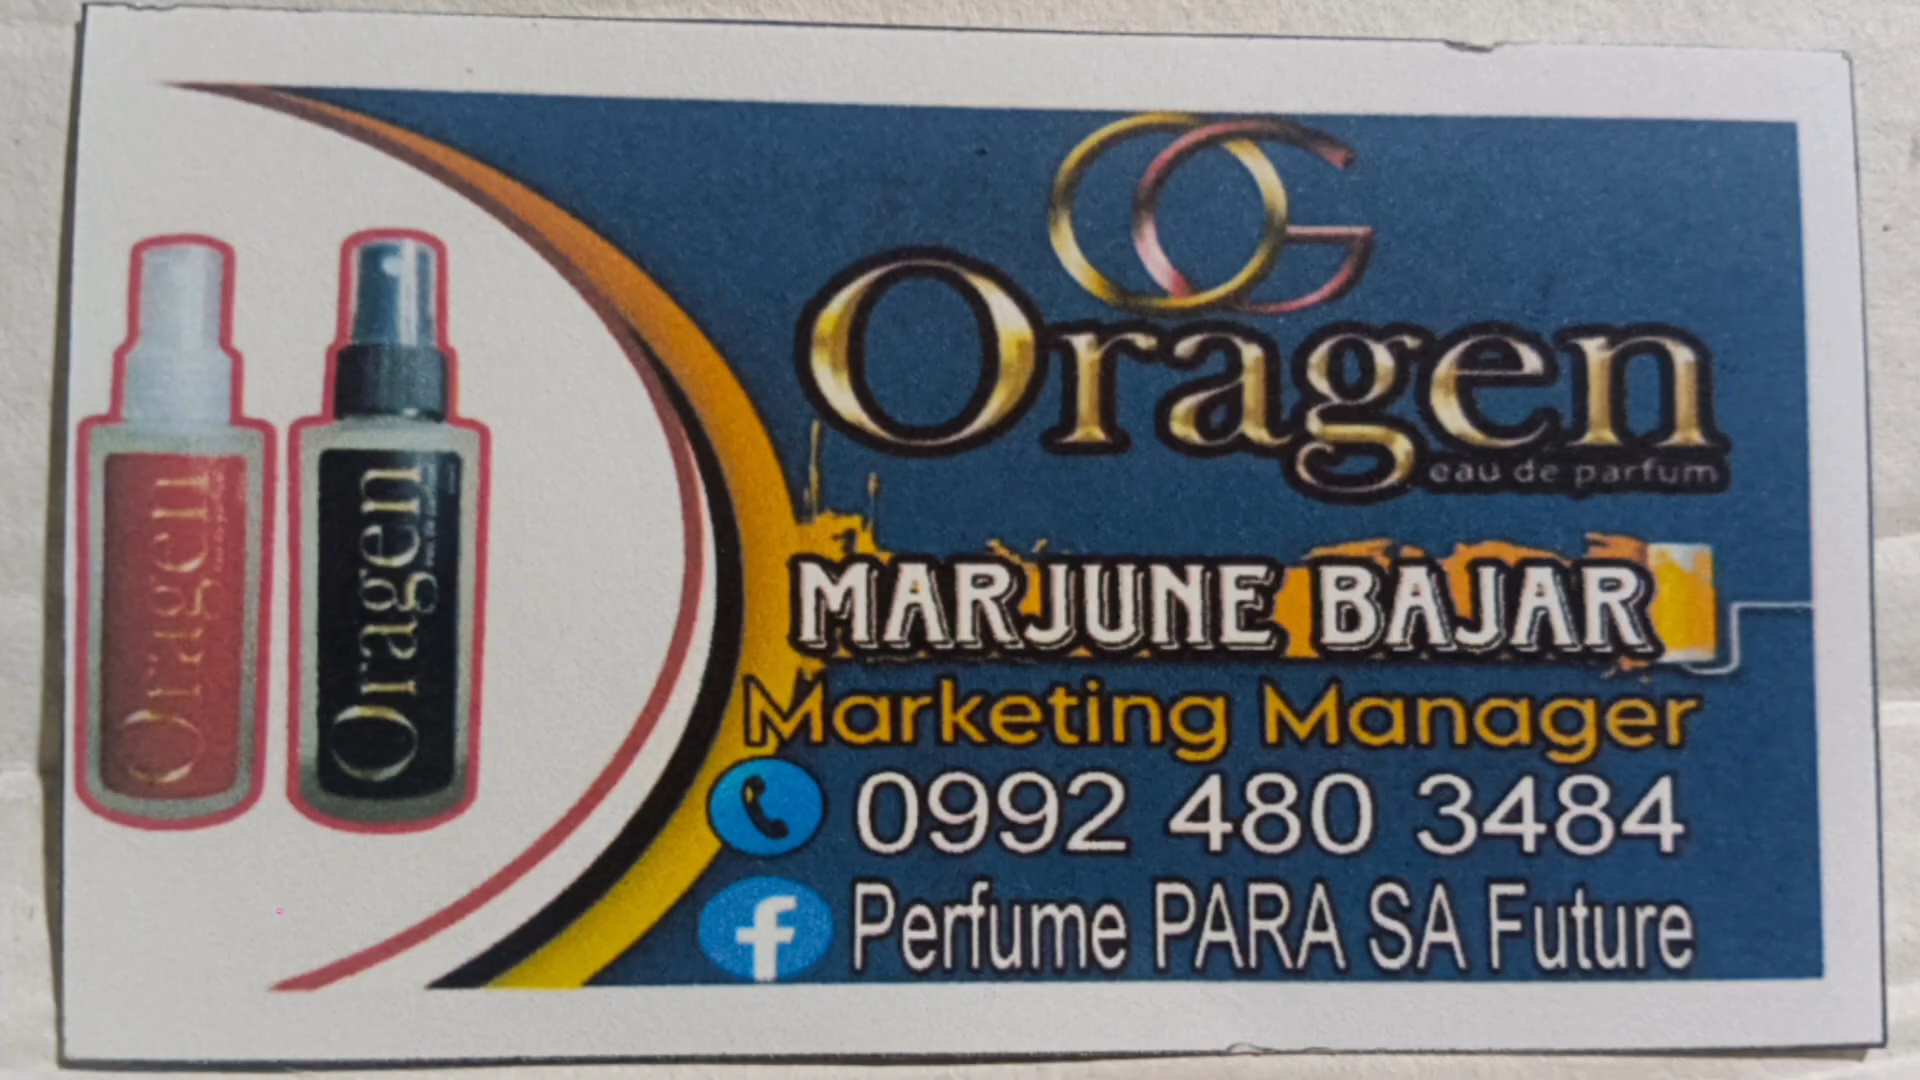 OG
Oragen
eau de parfum
MARJUNE BAJAR
Marketing Manager
0992 480 3484
f Perfume PARA SA Future
Oragen
Oragen